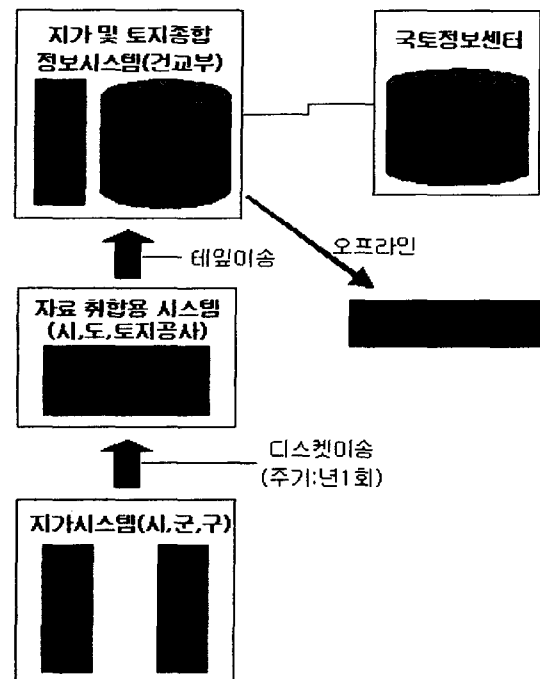 지가 및 토지종합
정보시스템(건교부)
국토정보센터
오프라인
테잎이송
자료 취합용 시스템
(시,도,토지공사)
디스켓이송
(주기:년1회)
지가시스템(시,군,구)